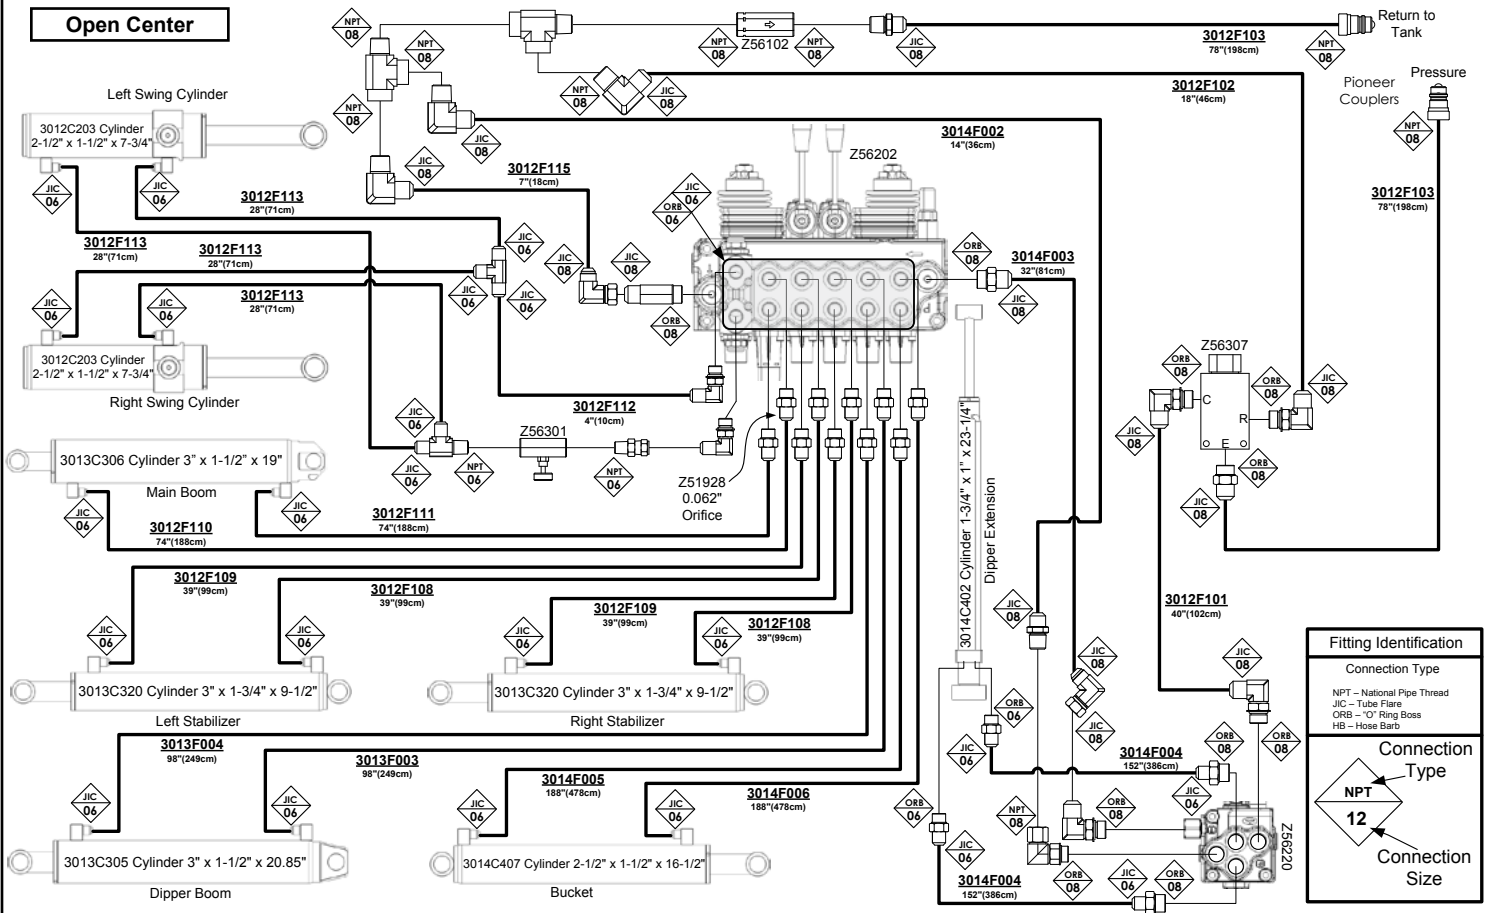 Open Center
NPT
08
NPT
08
NPT
08
NPT
08
Z56102
NPT
08
JIC
08
3012F103
78"(198cm)
NPT
08
Return to
Tank
NPT
08
JIC
08
3012F102
18"(46cm)
Pioneer
Couplers
Pressure
NPT
08
3012F103
78"(198cm)
Left Swing Cylinder
3012C203 Cylinder
2-1/2" x 1-1/2" x 7-3/4"
JIC
06
JIC
06
JIC
08
JIC
08
3014F002
14"(36cm)
3012F115
7"(18cm)
Z56202
JIC
06
ORB
06
3012F113
28"(71cm)
3012F113
28"(71cm)
3012F113
28"(71cm)
3012F113
28"(71cm)
JIC
06
JIC
06
JIC
06
JIC
08
JIC
08
ORB
08
ORB
08
3014F003
32"(81cm)
JIC
08
JIC
06
JIC
06
3012C203 Cylinder
2-1/2" x 1-1/2" x 7-3/4"
Right Swing Cylinder
3012F112
4"(10cm)
JIC
06
JIC
06
NPT
06
Z56301
NPT
06
Z51928
0.062"
Orifice
3014C402 Cylinder 1-3/4" x 1" x 23-1/4"
Dipper Extension
Z56307
ORB
08
ORB
08
JIC
08
C
R
E
JIC
08
ORB
08
JIC
08
3013C306 Cylinder 3" x 1-1/2" x 19"
Main Boom
JIC
06
JIC
06
3012F110
74"(188cm)
3012F111
74"(188cm)
3012F109
39"(99cm)
3012F108
39"(99cm)
3012F109
39"(99cm)
3012F108
39"(99cm)
JIC
06
JIC
06
JIC
06
JIC
06
3013C320 Cylinder 3" x 1-3/4" x 9-1/2"
Left Stabilizer
3013C320 Cylinder 3" x 1-3/4" x 9-1/2"
Right Stabilizer
JIC
08
JIC
08
JIC
08
3012F101
40"(102cm)
JIC
08
ORB
08
ORB
08
ORB
06
JIC
06
3014F004
152"(386cm)
JIC
06
3013F004
98"(249cm)
3013F003
98"(249cm)
3014F005
188"(478cm)
3014F006
188"(478cm)
JIC
06
JIC
06
JIC
06
JIC
06
3013C305 Cylinder 3" x 1-1/2" x 20.85"
Dipper Boom
3014C407 Cylinder 2-1/2" x 1-1/2" x 16-1/2"
Bucket
ORB
06
JIC
06
NPT
08
ORB
08
ORB
08
3014F004
152"(386cm)
JIC
06
ORB
08
Z56220
Fitting Identification
Connection Type
NPT – National Pipe Thread
JIC – Tube Flare
ORB – "O" Ring Boss
HB – Hose Barb
Connection
Type
NPT
12
Connection
Size